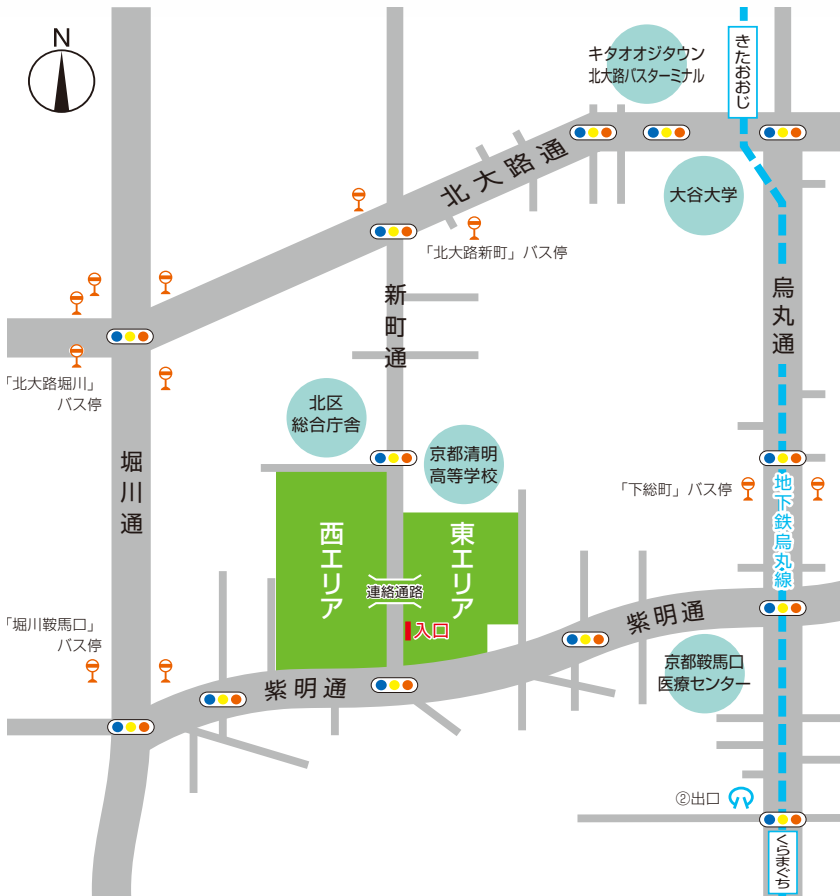 N
キタオオジタウン
北大路バスターミナル
きたおおじ
北大路通
大谷大学
「北大路新町」バス停
新町通
烏丸通
「北大路堀川」
バス停
北区
総合庁舎
京都清明
高等学校
堀川通
「下総町」バス停
地下鉄烏丸線
西エリア
東エリア
連絡通路
入口
「堀川鞍馬口」
バス停
紫明通
紫明通
京都鞍馬口
医療センター
②出口
くらまぐち